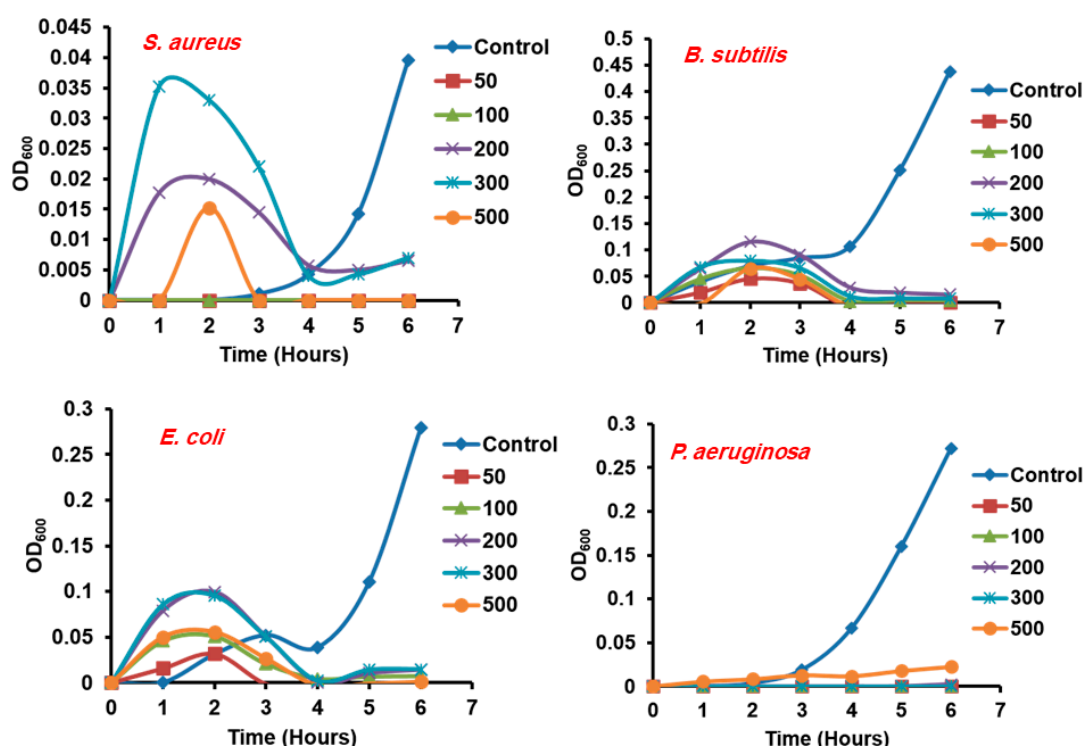 S. aureus
0.045
0.04
0.035
0.03
0.025
0.02
0.015
0.01
0.005
0
OD600
0 1 2 3 4 5 6 7
Time (Hours)
Control
50
100
200
300
500
B. subtilis
0.5
0.45
0.4
0.35
0.3
0.25
0.2
0.15
0.1
0.05
0
OD600
0 1 2 3 4 5 6 7
Time (Hours)
Control
50
100
200
300
500
E. coli
0.3
0.25
0.2
0.15
0.1
0.05
0
OD600
0 1 2 3 4 5 6 7
Time (Hours)
Control
50
100
200
300
500
P. aeruginosa
0.3
0.25
0.2
0.15
0.1
0.05
0
OD600
0 1 2 3 4 5 6 7
Time (Hours)
Control
50
100
200
300
500